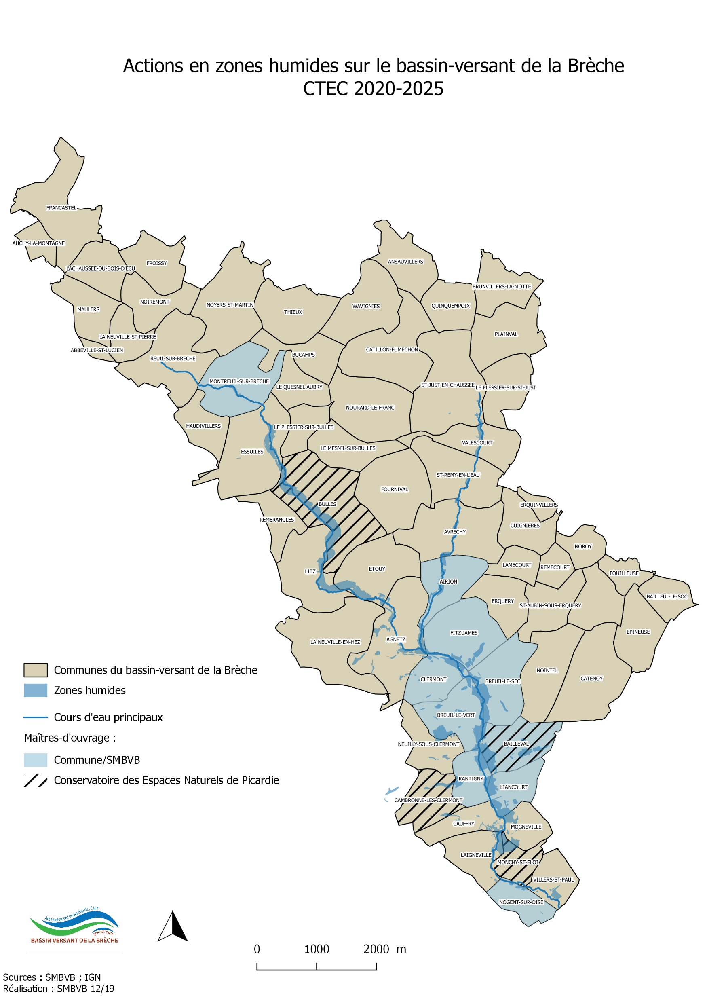 Actions en zones humides sur le bassin-versant de la Brèche
CTEC 2020-2025
FRANCASTEL
AUCHY-LA-MONTAGNE
LACHAUSSEE-DU-BOIS-D'ECU
FROISSY
ANSAUVILLERS
BRUNVILLERS-LA-MOTTE
MAULERS
NOIREMONT
NOYERS-ST-MARTIN
THIEUX
WAVIGNIES
QUINQUEMPOIX
PLAINVAL
LA NEUVILLE-ST-PIERRE
ABBEVILLE-ST-LUCIEN
REUIL-SUR-BRECHE
BUCAMPS
CATILLON-FUMECHON
MONTREUIL-SUR-BRECHE
LE QUESNEL-AUBRY
ST-JUST-EN-CHAUSSEE
LE PLESSIER-SUR-ST-JUST
NOURARD-LE-FRANC
HAUDIVILLERS
LE PLESSIER-SUR-BULLES
ESSUILES
LE MESNIL-SUR-BULLES
VALESCOURT
ST-REMY-EN-L'EAU
FOURNIVAL
BULLES
ERQUINVILLERS
REMERANGLES
CUIGNIERES
AVRECHY
NOROY
LITZ
ETOUY
LAMECOURT
REMECOURT
FOUILLEUSE
AIRION
BAILLEUL-LE-SOC
ERQUERY
ST-AUBIN-SOUS-ERQUERY
FITZ-JAMES
EPINEUSE
LA NEUVILLE-EN-HEZ
AGNETZ
NOINTEL
CATENOY
CLERMONT
BREUIL-LE-SEC
BREUIL-LE-VERT
NEUILLY-SOUS-CLERMONT
BAILLEVAL
RANTIGNY
LIANCOURT
CAMBRONNE-LES-CLERMONT
CAUFFRY
MOGNEVILLE
LAIGNEVILLE
MONCHY-ST-ELOI
VILLERS-ST-PAUL
NOGENT-SUR-OISE
Communes du bassin-versant de la Brèche
Zones humides
Cours d'eau principaux
Maîtres-d'ouvrage :
Commune/SMBVB
Conservatoire des Espaces Naturels de Picardie
Aménagement et Gestion des Eaux
syndicat mixte
BASSIN VERSANT DE LA BRÈCHE
0 1000 2000 m
Sources : SMBVB ; IGN
Réalisation : SMBVB 12/19